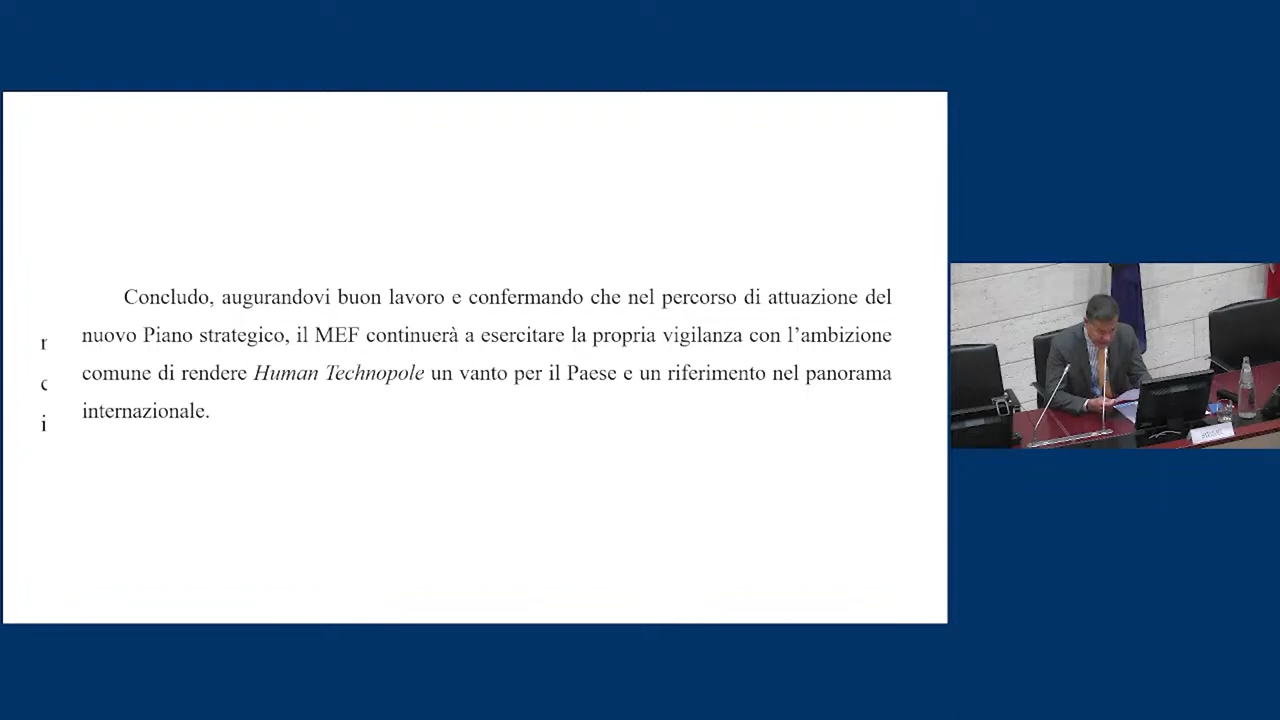 Concludo, augurandovi buon lavoro e confermando che nel percorso di attuazione del
nuovo Piano strategico, il MEF continuerà a esercitare la propria vigilanza con l’ambizione
comune di rendere Human Technopole un vanto per il Paese e un riferimento nel panorama
internazionale.
r
c
i